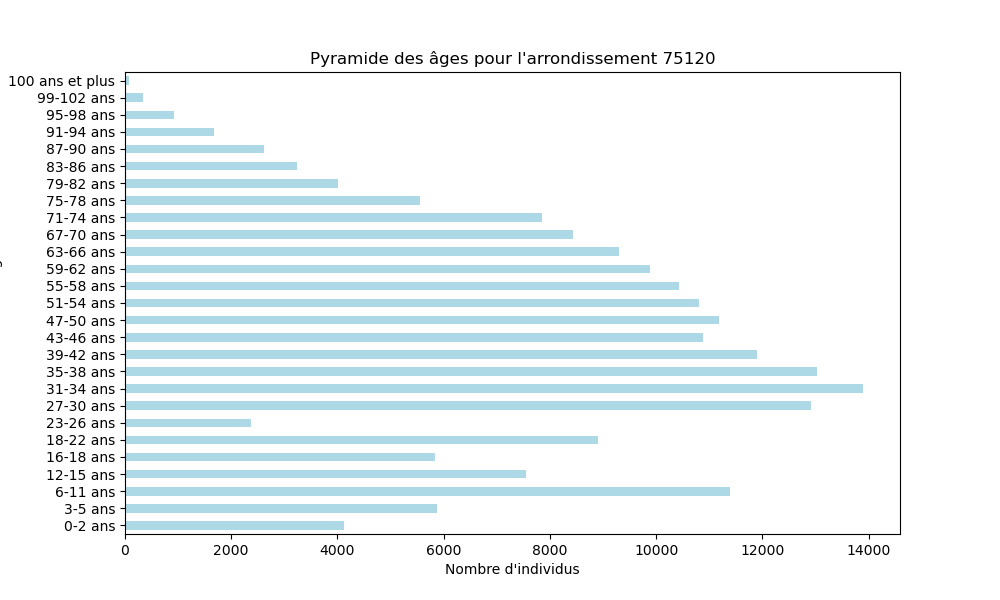 Pyramide des âges pour l'arrondissement 75120
100 ans et plus
99-102 ans
95-98 ans
91-94 ans
87-90 ans
83-86 ans
79-82 ans
75-78 ans
71-74 ans
67-70 ans
63-66 ans
59-62 ans
55-58 ans
51-54 ans
47-50 ans
43-46 ans
39-42 ans
35-38 ans
31-34 ans
27-30 ans
23-26 ans
18-22 ans
16-18 ans
12-15 ans
6-11 ans
3-5 ans
0-2 ans
0 2000 4000 6000 8000 10000 12000 14000
Nombre d'individus